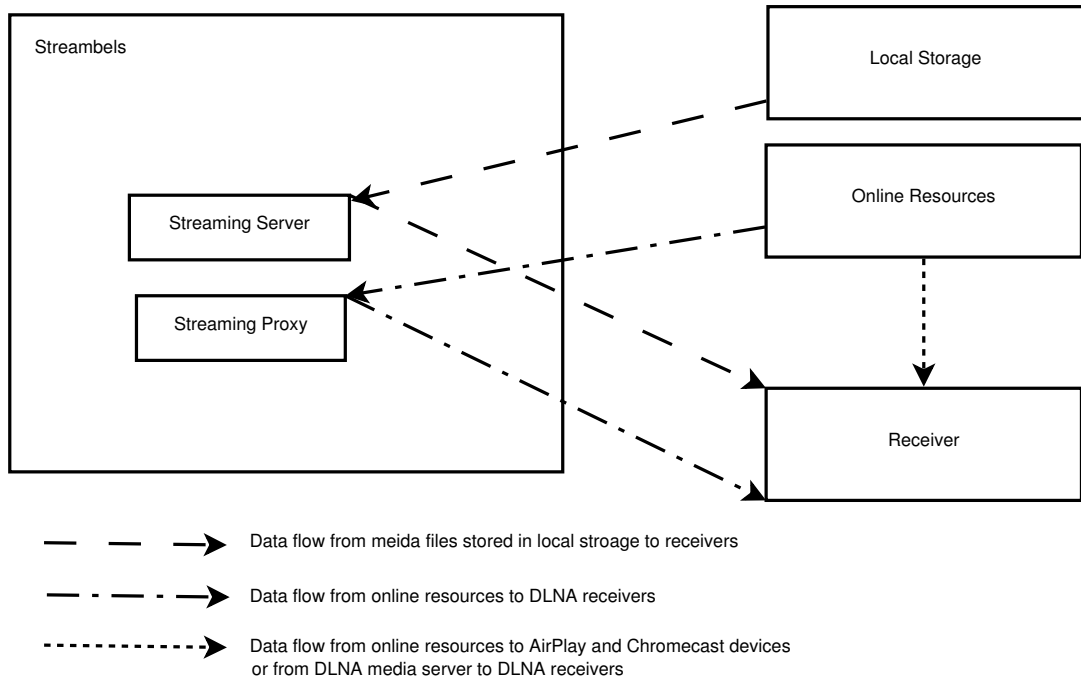 Streambels
Local Storage
Online Resources
Streaming Server
Streaming Proxy
Receiver
Data flow from meida files stored in local stroage to receivers
Data flow from online resources to DLNA receivers
Data flow from online resources to AirPlay and Chromecast devices
or from DLNA media server to DLNA receivers